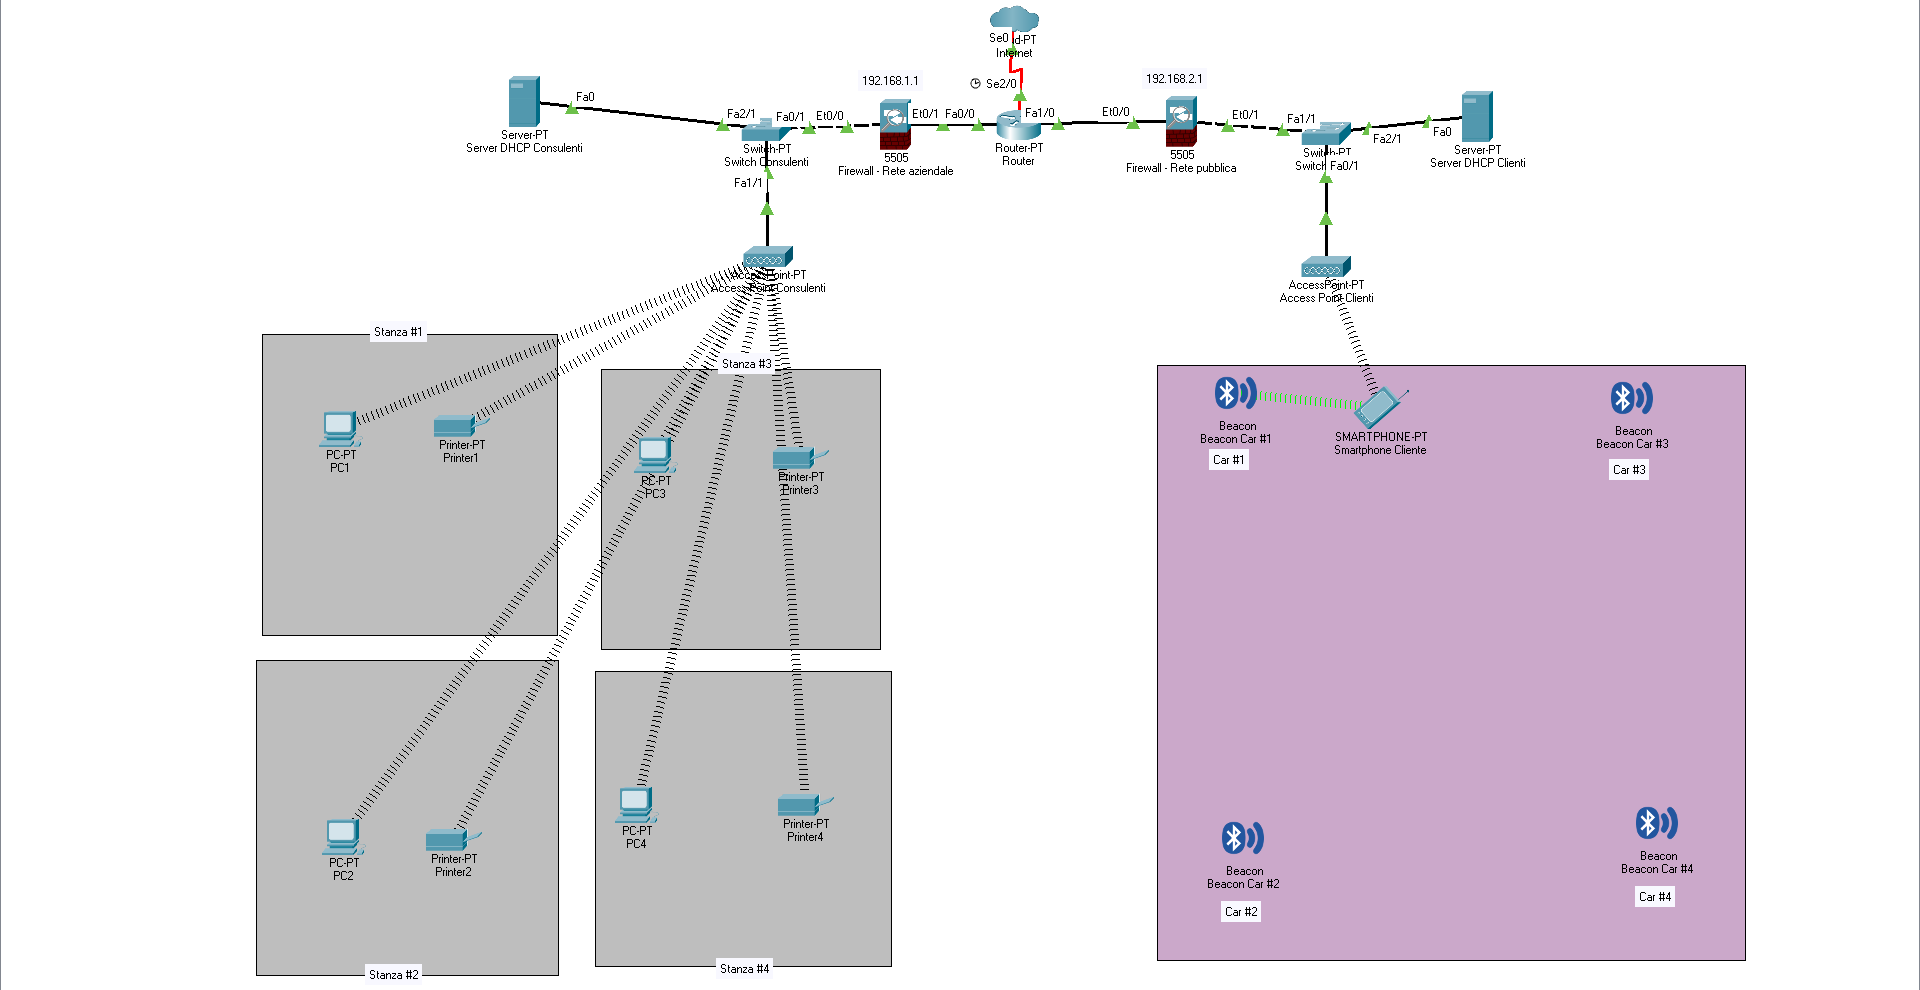 Se0
d-PT
Internet
Se2/0
192.168.1.1
192.168.2.1
Fa0
Server-PT
Server DHCP Consulenti
Fa2/1
Fa0/1
Et0/0
Switch-PT
Switch Consulenti
Fa1/1
Et0/1
Fa0/0
5505
Firewall - Rete aziendale
Fa1/0
Router-PT
Router
Et0/0
Et0/1
5505
Firewall - Rete pubblica
Fa1/1
Fa2/1
Fa0
Switch-PT
Switch
Fa0/1
Server-PT
Server DHCP Clienti
AccessPoint-PT
Access Point Consulenti
AccessPoint-PT
Access Point Clienti
Stanza #1
PC-PT
PC1
Printer-PT
Printer1
Stanza #3
PC-PT
PC3
Printer-PT
Printer3
Beacon
Beacon Car #1
Car #1
SMARTPHONE-PT
Smartphone Cliente
Beacon
Beacon Car #3
Car #3
PC-PT
PC2
Printer-PT
Printer2
Stanza #2
PC-PT
PC4
Printer-PT
Printer4
Stanza #4
Beacon
Beacon Car #2
Car #2
Beacon
Beacon Car #4
Car #4